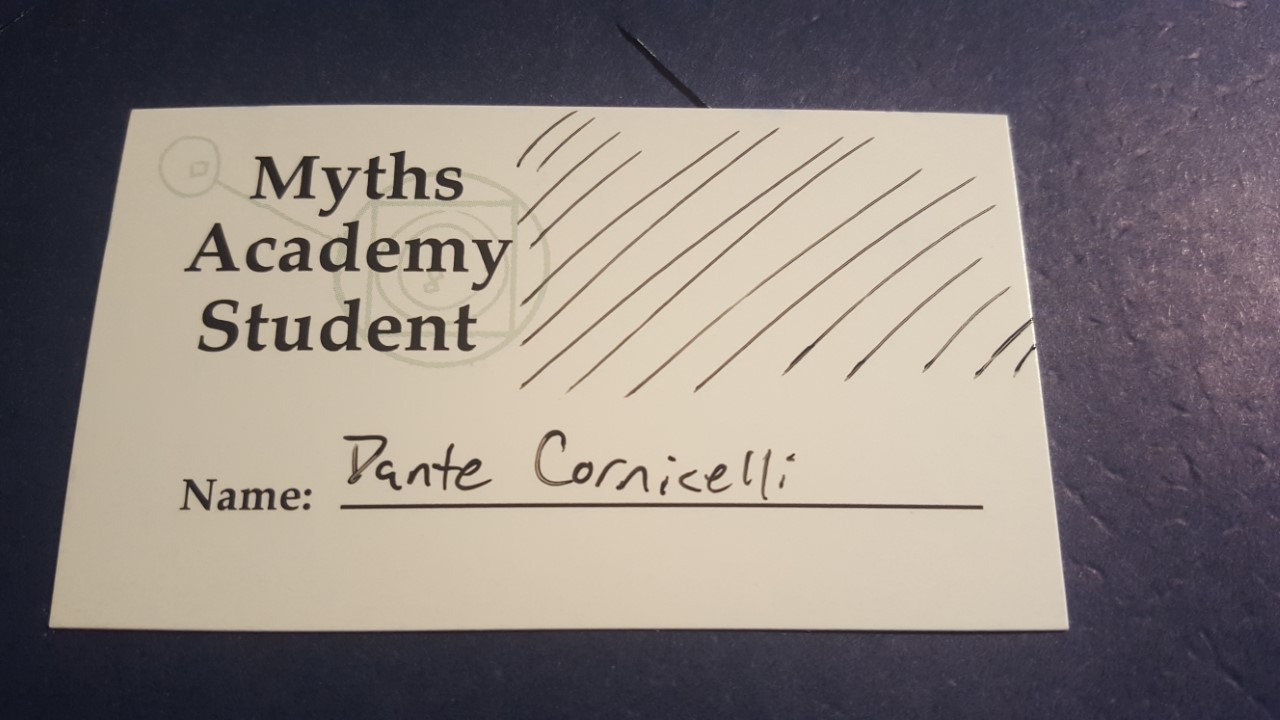 Myths
Academy
Student
Name: Dante Cornicelli